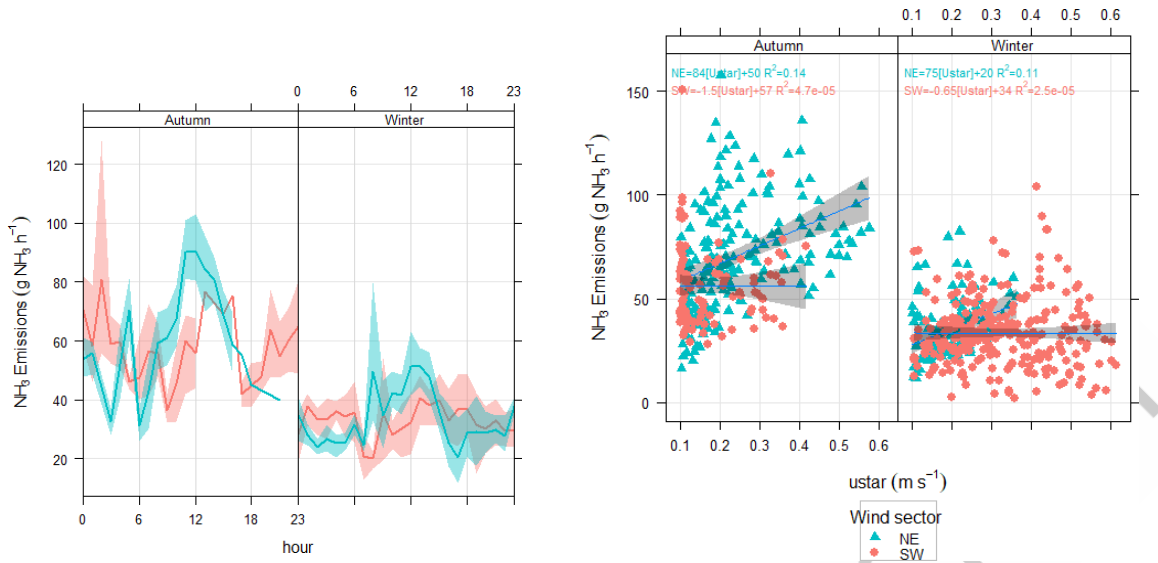 0 6 12 18 23
Autumn Winter
120
100
80
60
40
20
NH₃ Emissions (g NH₃ h⁻¹)
0 6 12 18 23
hour
0.1 0.2 0.3 0.4 0.5 0.6
Autumn Winter
NE=84[Ustar]+50 R²=0.14 NE=75[Ustar]+20 R²=0.11
SW=-1.5[Ustar]+57 R²=4.7e-05 SW=-0.65[Ustar]+34 R²=2.5e-05
150
100
50
0
NH₃ Emissions (g NH₃ h⁻¹)
0.1 0.2 0.3 0.4 0.5 0.6
ustar (m s⁻¹)
Wind sector
NE
SW